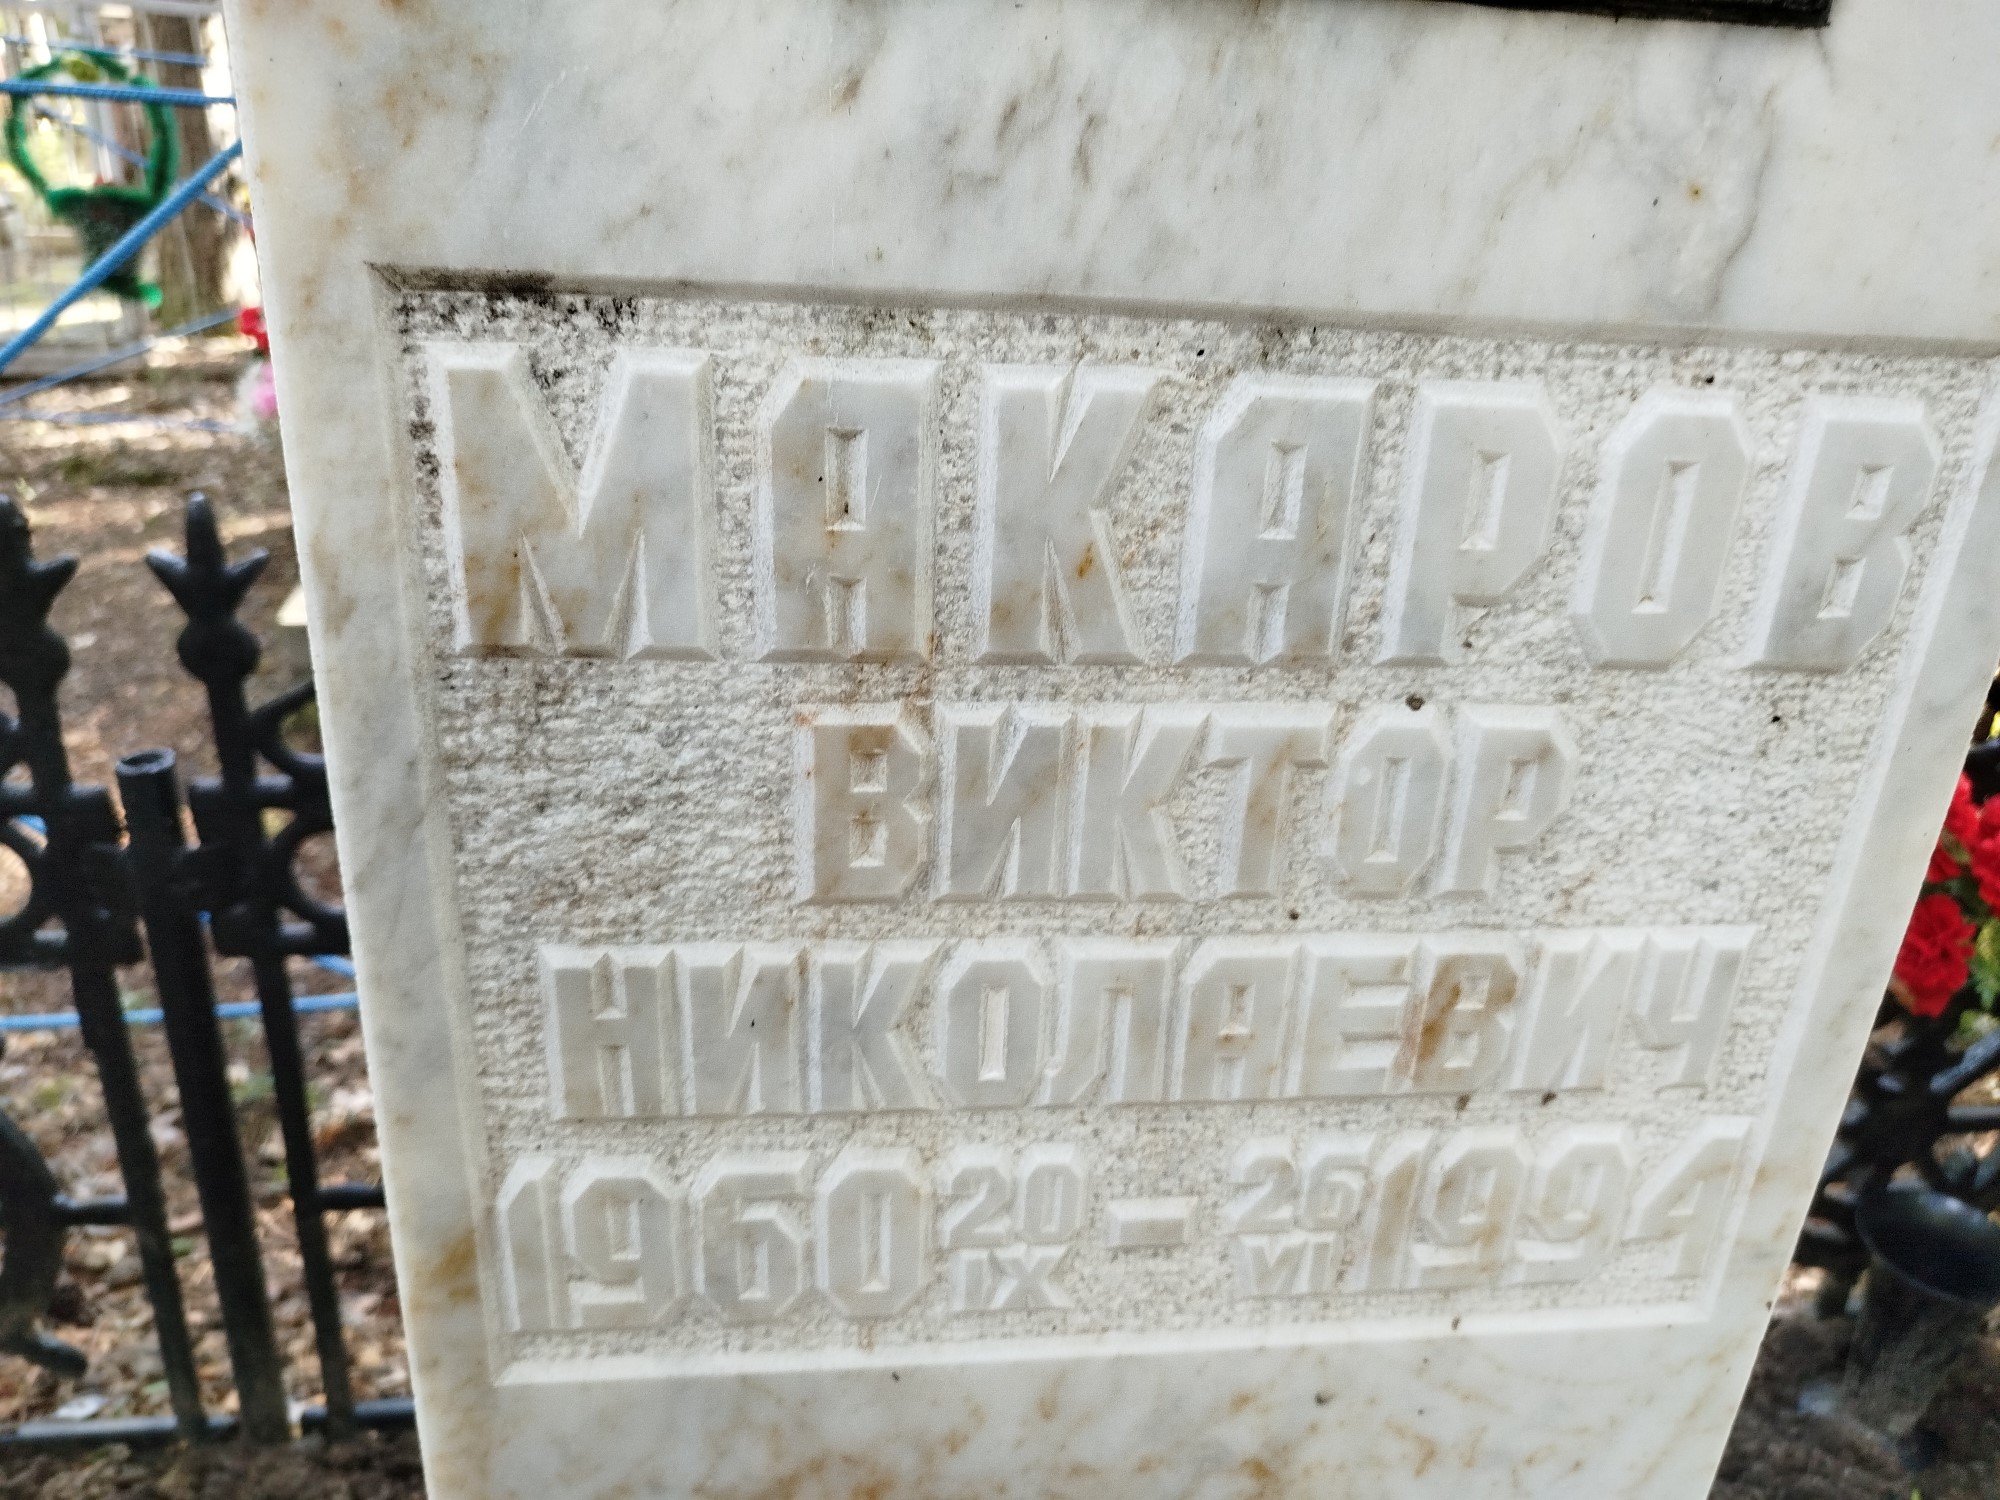 МАКАРОВ
ВИКТОР
НИКОЛАЕВИЧ
1960 20 IX – 26 VI 1994